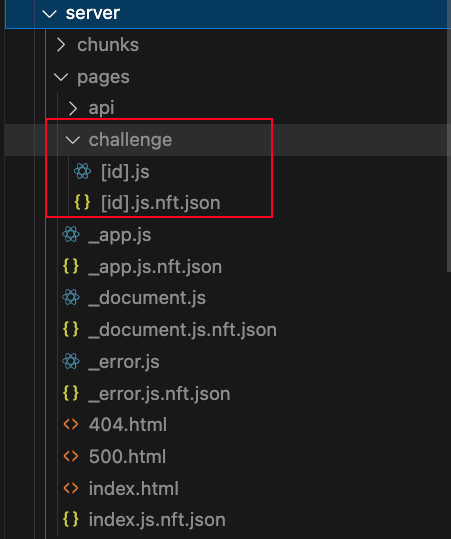 server
chunks
pages
api
challenge
[id].js
{} [id].js.nft.json
_app.js
{} _app.js.nft.json
_document.js
{} _document.js.nft.json
_error.js
{} _error.js.nft.json
<> 404.html
<> 500.html
<> index.html
{} index.js.nft.json